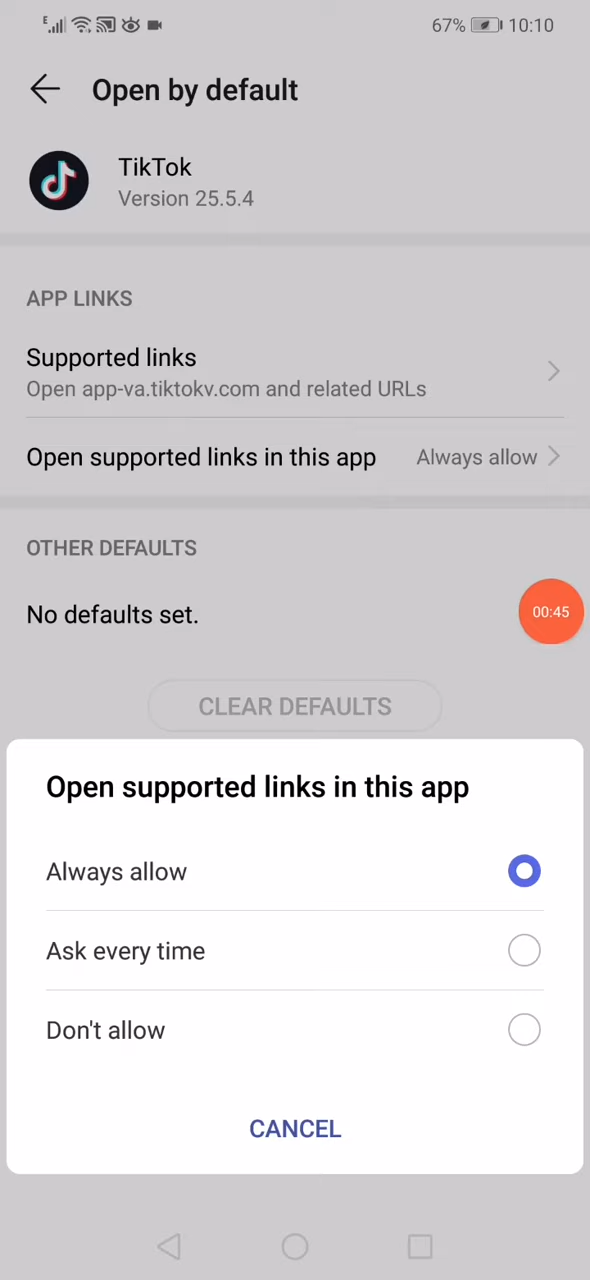 E 67% 10:10
Open by default
TikTok
Version 25.5.4
APP LINKS
Supported links
Open app-va.tiktokv.com and related URLs
Open supported links in this app Always allow
OTHER DEFAULTS
No defaults set.
00:45
CLEAR DEFAULTS
Open supported links in this app
Always allow
Ask every time
Don't allow
CANCEL